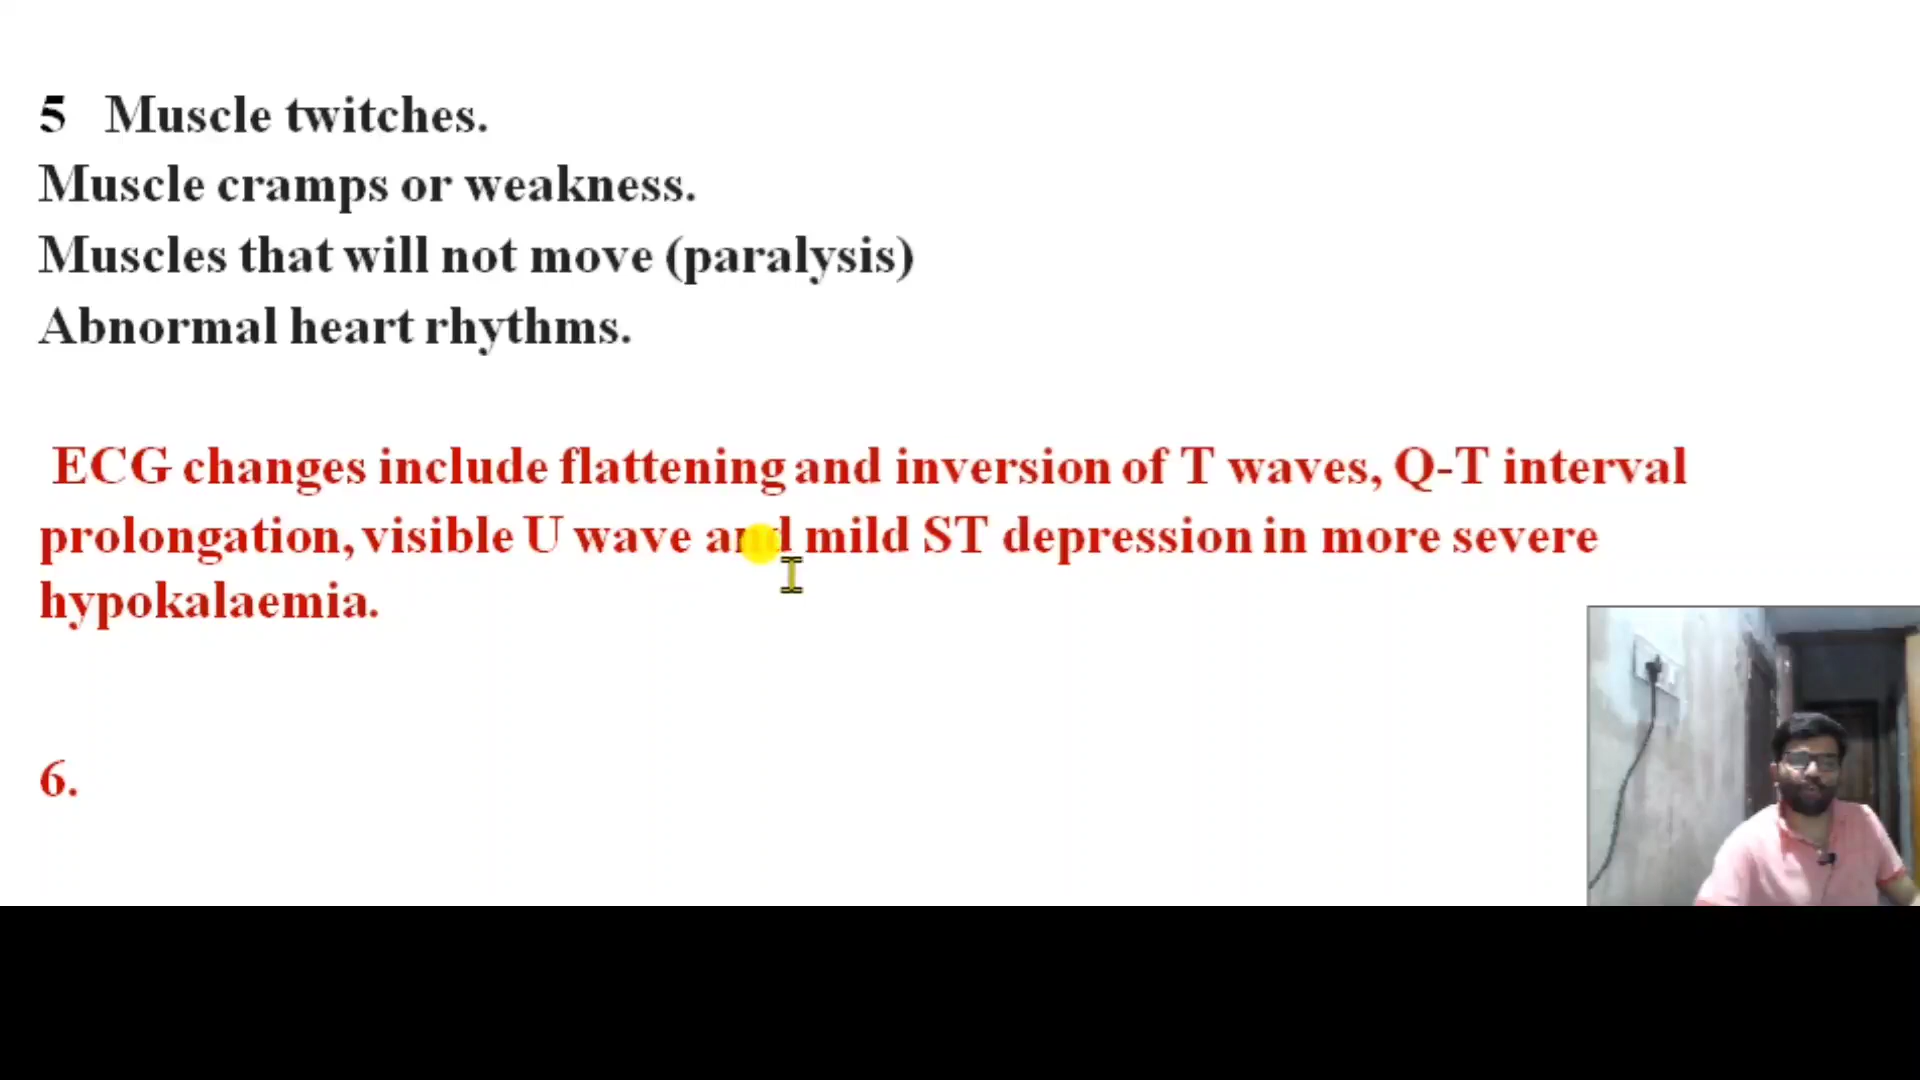 5 Muscle twitches.
Muscle cramps or weakness.
Muscles that will not move (paralysis)
Abnormal heart rhythms.
ECG changes include flattening and inversion of T waves, Q-T interval
prolongation, visible U wave and mild ST depression in more severe
hypokalaemia.
6.